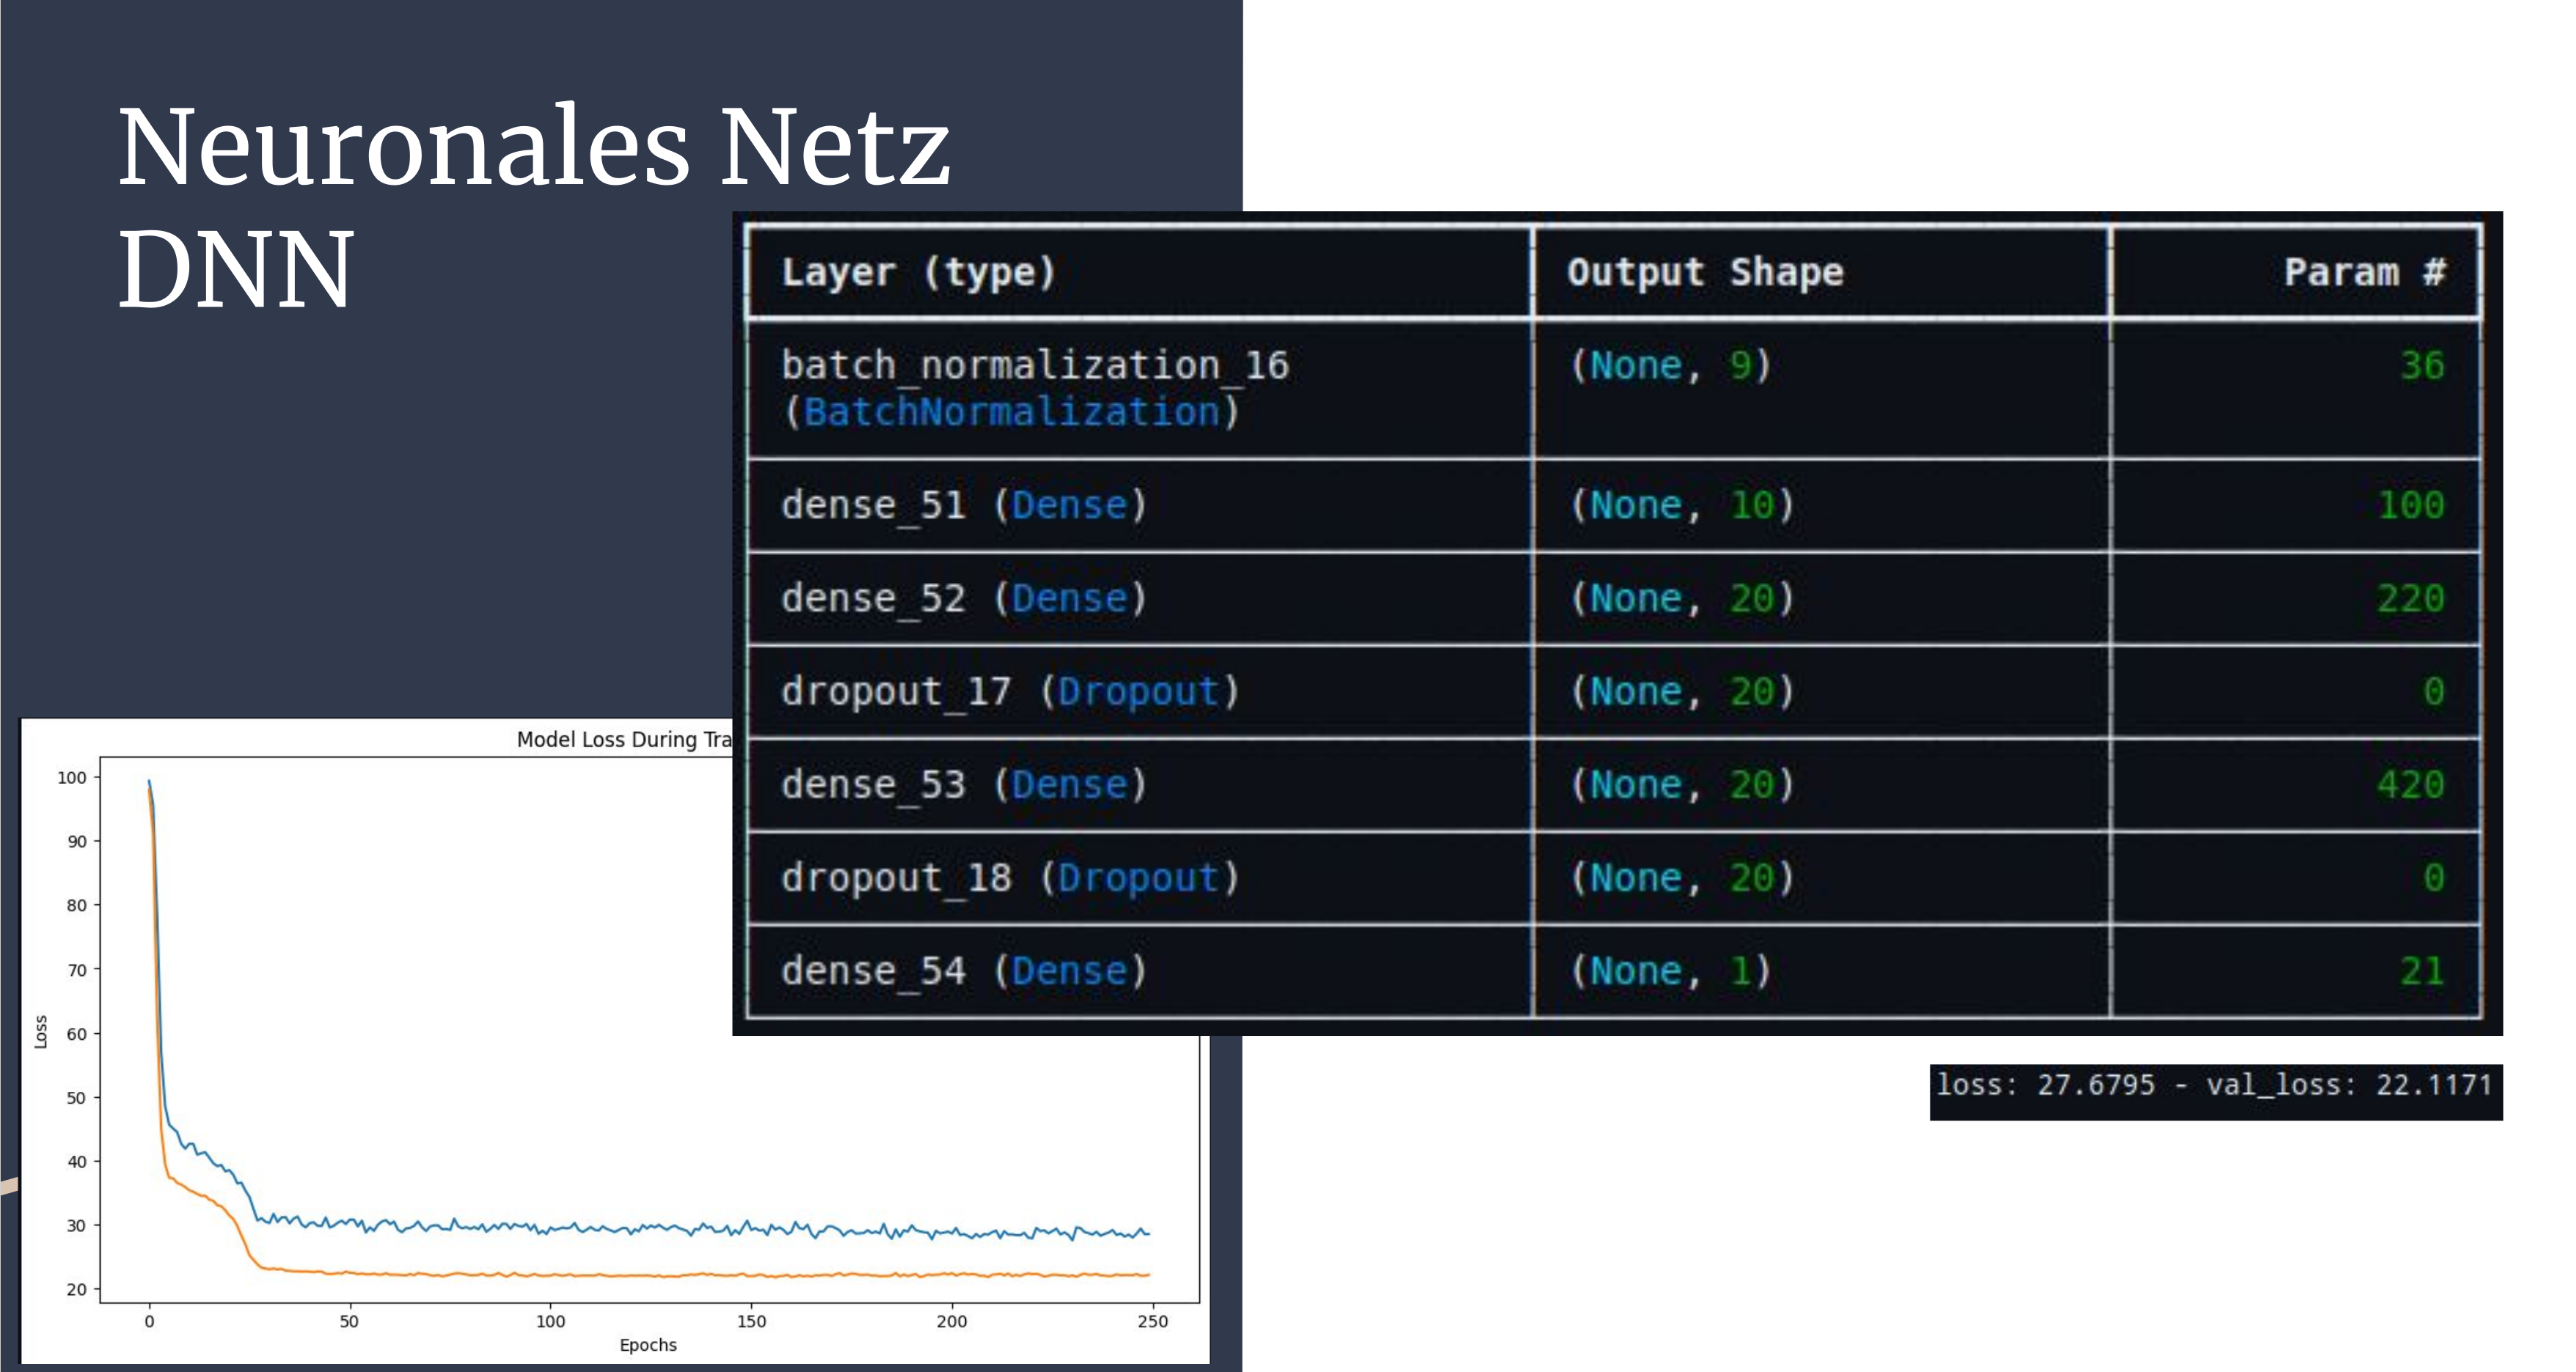 Neuronales Netz
DNN
Layer (type) Output Shape Param #
batch_normalization_16 (None, 9) 36
(BatchNormalization)
dense_51 (Dense) (None, 10) 100
dense_52 (Dense) (None, 20) 220
dropout_17 (Dropout) (None, 20) 0
dense_53 (Dense) (None, 20) 420
dropout_18 (Dropout) (None, 20) 0
dense_54 (Dense) (None, 1) 21
loss: 27.6795 - val_loss: 22.1171
Model Loss During Tra
100
90
80
70
60
50
40
30
20
Loss
0 50 100 150 200 250
Epochs